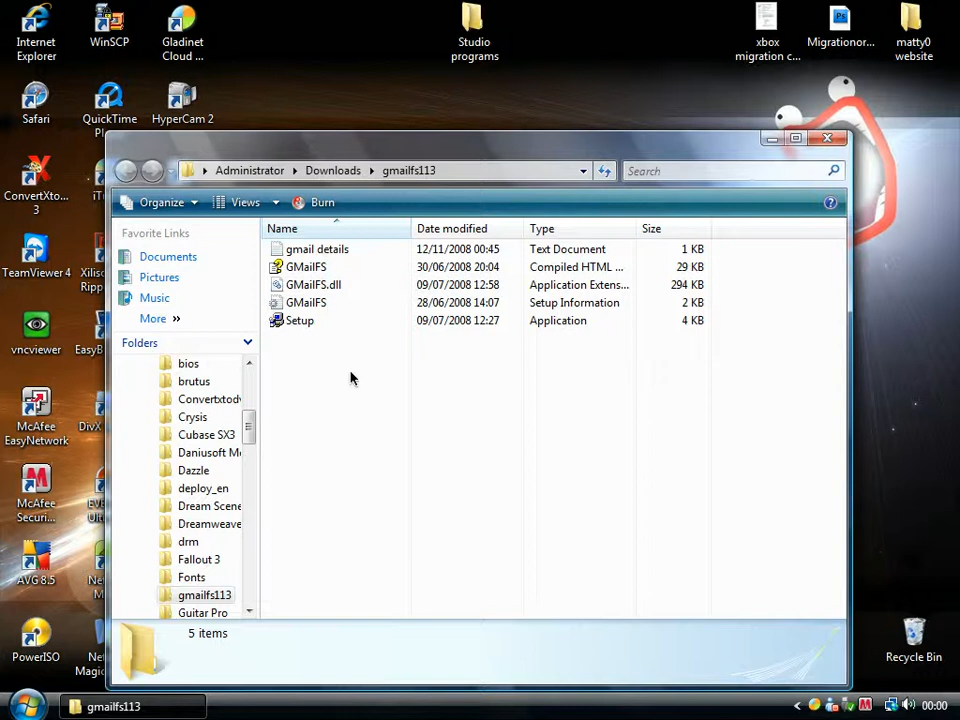 Internet
Explorer
WinSCP
Gladinet
Cloud ...
Studio
programs
xbox
migration c...
Migrationor...
matty0
website
Safari
QuickTime
HyperCam 2
ConvertXto...
3
TeamViewer 4
vncviewer
McAfee
EasyNetwork
McAfee
Securi...
AVG 8.5
PowerISO
Recycle Bin
Administrator
Downloads
gmailfs113
Search
Organize
Views
Burn
Favorite Links
Documents
Pictures
Music
More
Folders
bios
brutus
Convertxtodv
Crysis
Cubase SX3
Daniusoft Me
Dazzle
deploy_en
Dream Scene
Dreamweave
drm
Fallout 3
Fonts
gmailfs113
Guitar Pro
Name Date modified Type Size
gmail details 12/11/2008 00:45 Text Document 1 KB
GMailFS 30/06/2008 20:04 Compiled HTML ... 29 KB
GMailFS.dll 09/07/2008 12:58 Application Extens... 294 KB
GMailFS 28/06/2008 14:07 Setup Information 2 KB
Setup 09/07/2008 12:27 Application 4 KB
5 items
gmailfs113
00:00